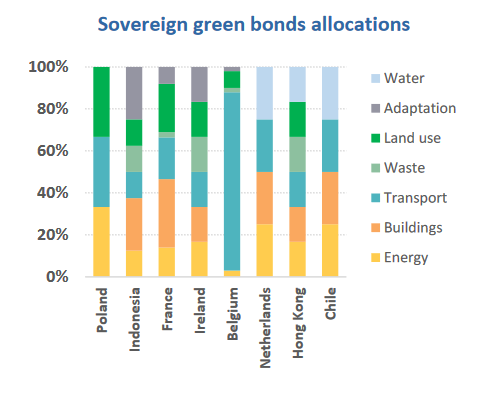 Sovereign green bonds allocations
100%
80%
60%
40%
20%
0%
Poland
Indonesia
France
Ireland
Belgium
Netherlands
Hong Kong
Chile
Water
Adaptation
Land use
Waste
Transport
Buildings
Energy